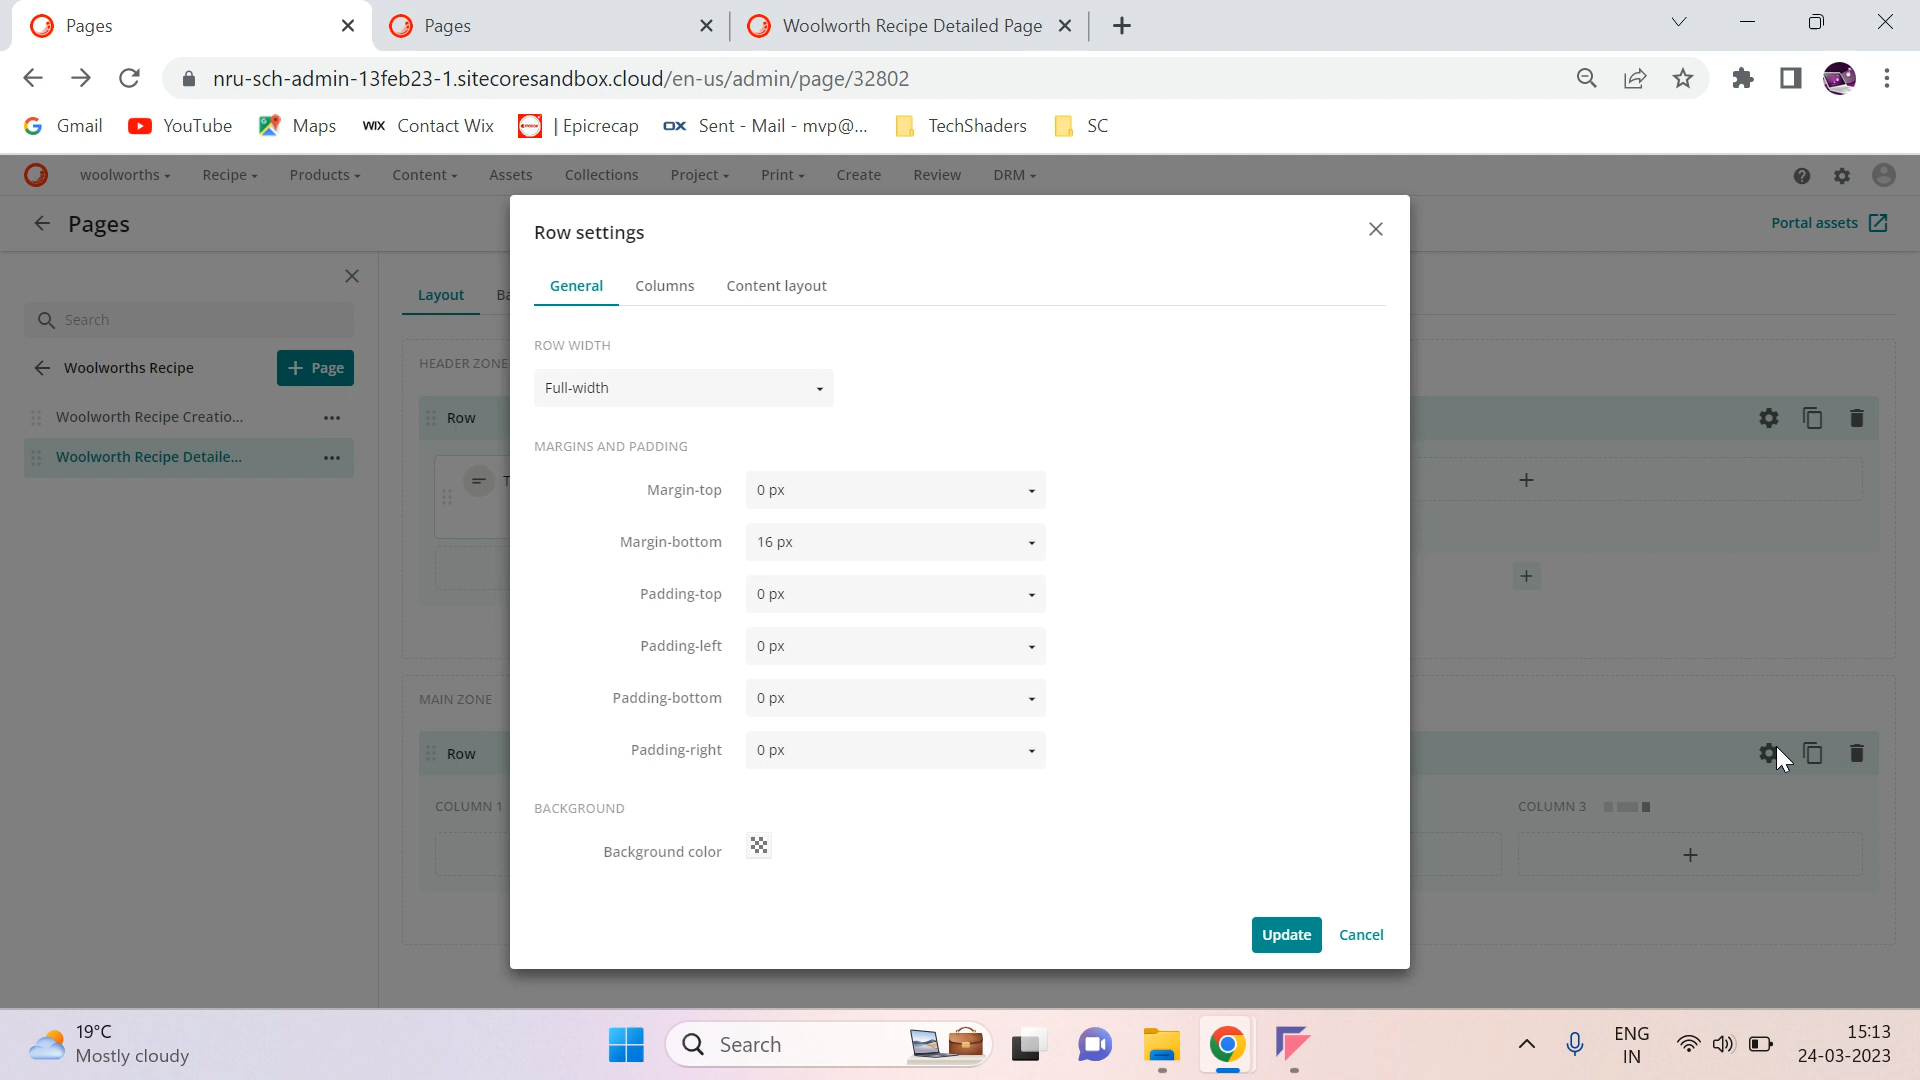 Pages
Pages
Woolworth Recipe Detailed Page
nru-sch-admin-13feb23-1.sitecoresandbox.cloud/en-us/admin/page/32802
Gmail
YouTube
Maps
WIX Contact Wix
| Epicrecap
OX Sent - Mail - mvp@...
TechShaders
SC
woolworths
Recipe
Products
Content
Assets
Collections
Project
Print
Create
Review
DRM
Pages
Portal assets
Search
Woolworths Recipe
+ Page
Woolworth Recipe Creatio...
Woolworth Recipe Detaile...
Layout
Ba
HEADER ZONE
Row
T
MAIN ZONE
Row
COLUMN 1
COLUMN 3
Row settings
General
Columns
Content layout
ROW WIDTH
Full-width
MARGINS AND PADDING
Margin-top 0 px
Margin-bottom 16 px
Padding-top 0 px
Padding-left 0 px
Padding-bottom 0 px
Padding-right 0 px
BACKGROUND
Background color
Update
Cancel
19°C
Mostly cloudy
Search
ENG
IN
15:13
24-03-2023